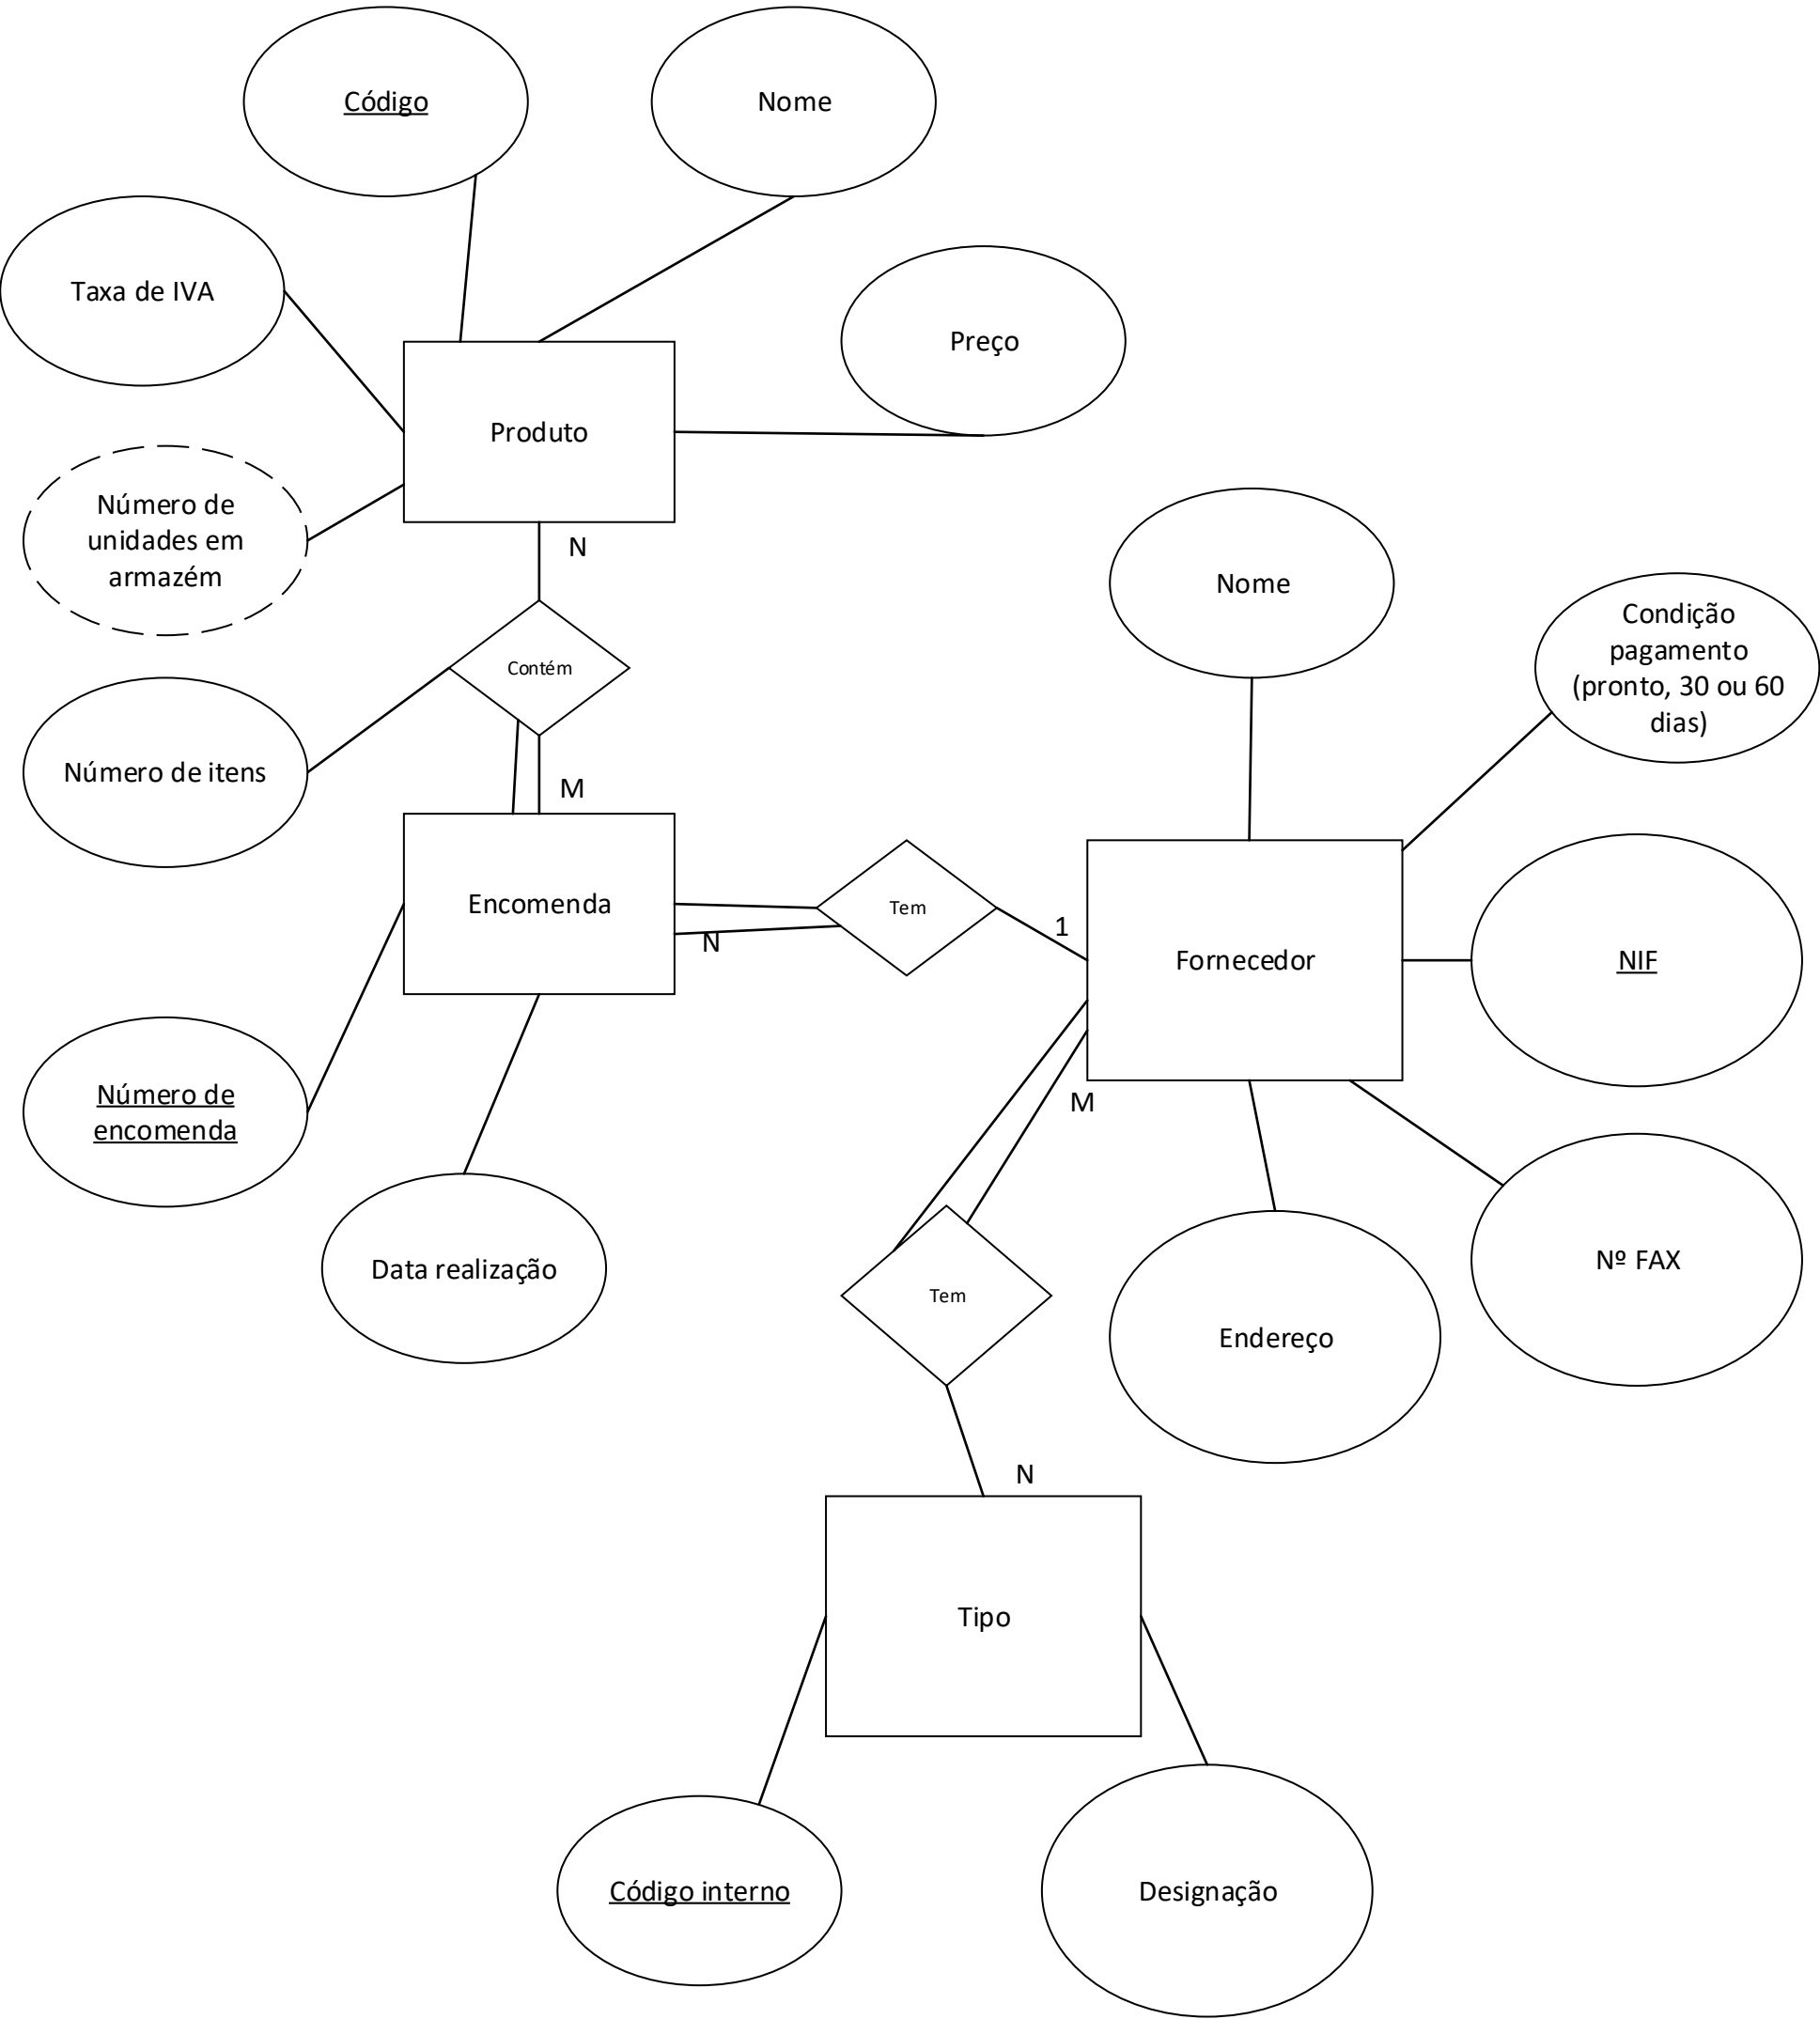 Código
Nome
Taxa de IVA
Preço
Produto
Número de
unidades em
armazém
N
Nome
Condição
pagamento
(pronto, 30 ou 60
dias)
Contém
Número de itens
M
Encomenda
Tem
N
1
Fornecedor
NIF
Número de
encomenda
M
Data realização
Tem
Nº FAX
Endereço
N
Tipo
Código interno
Designação